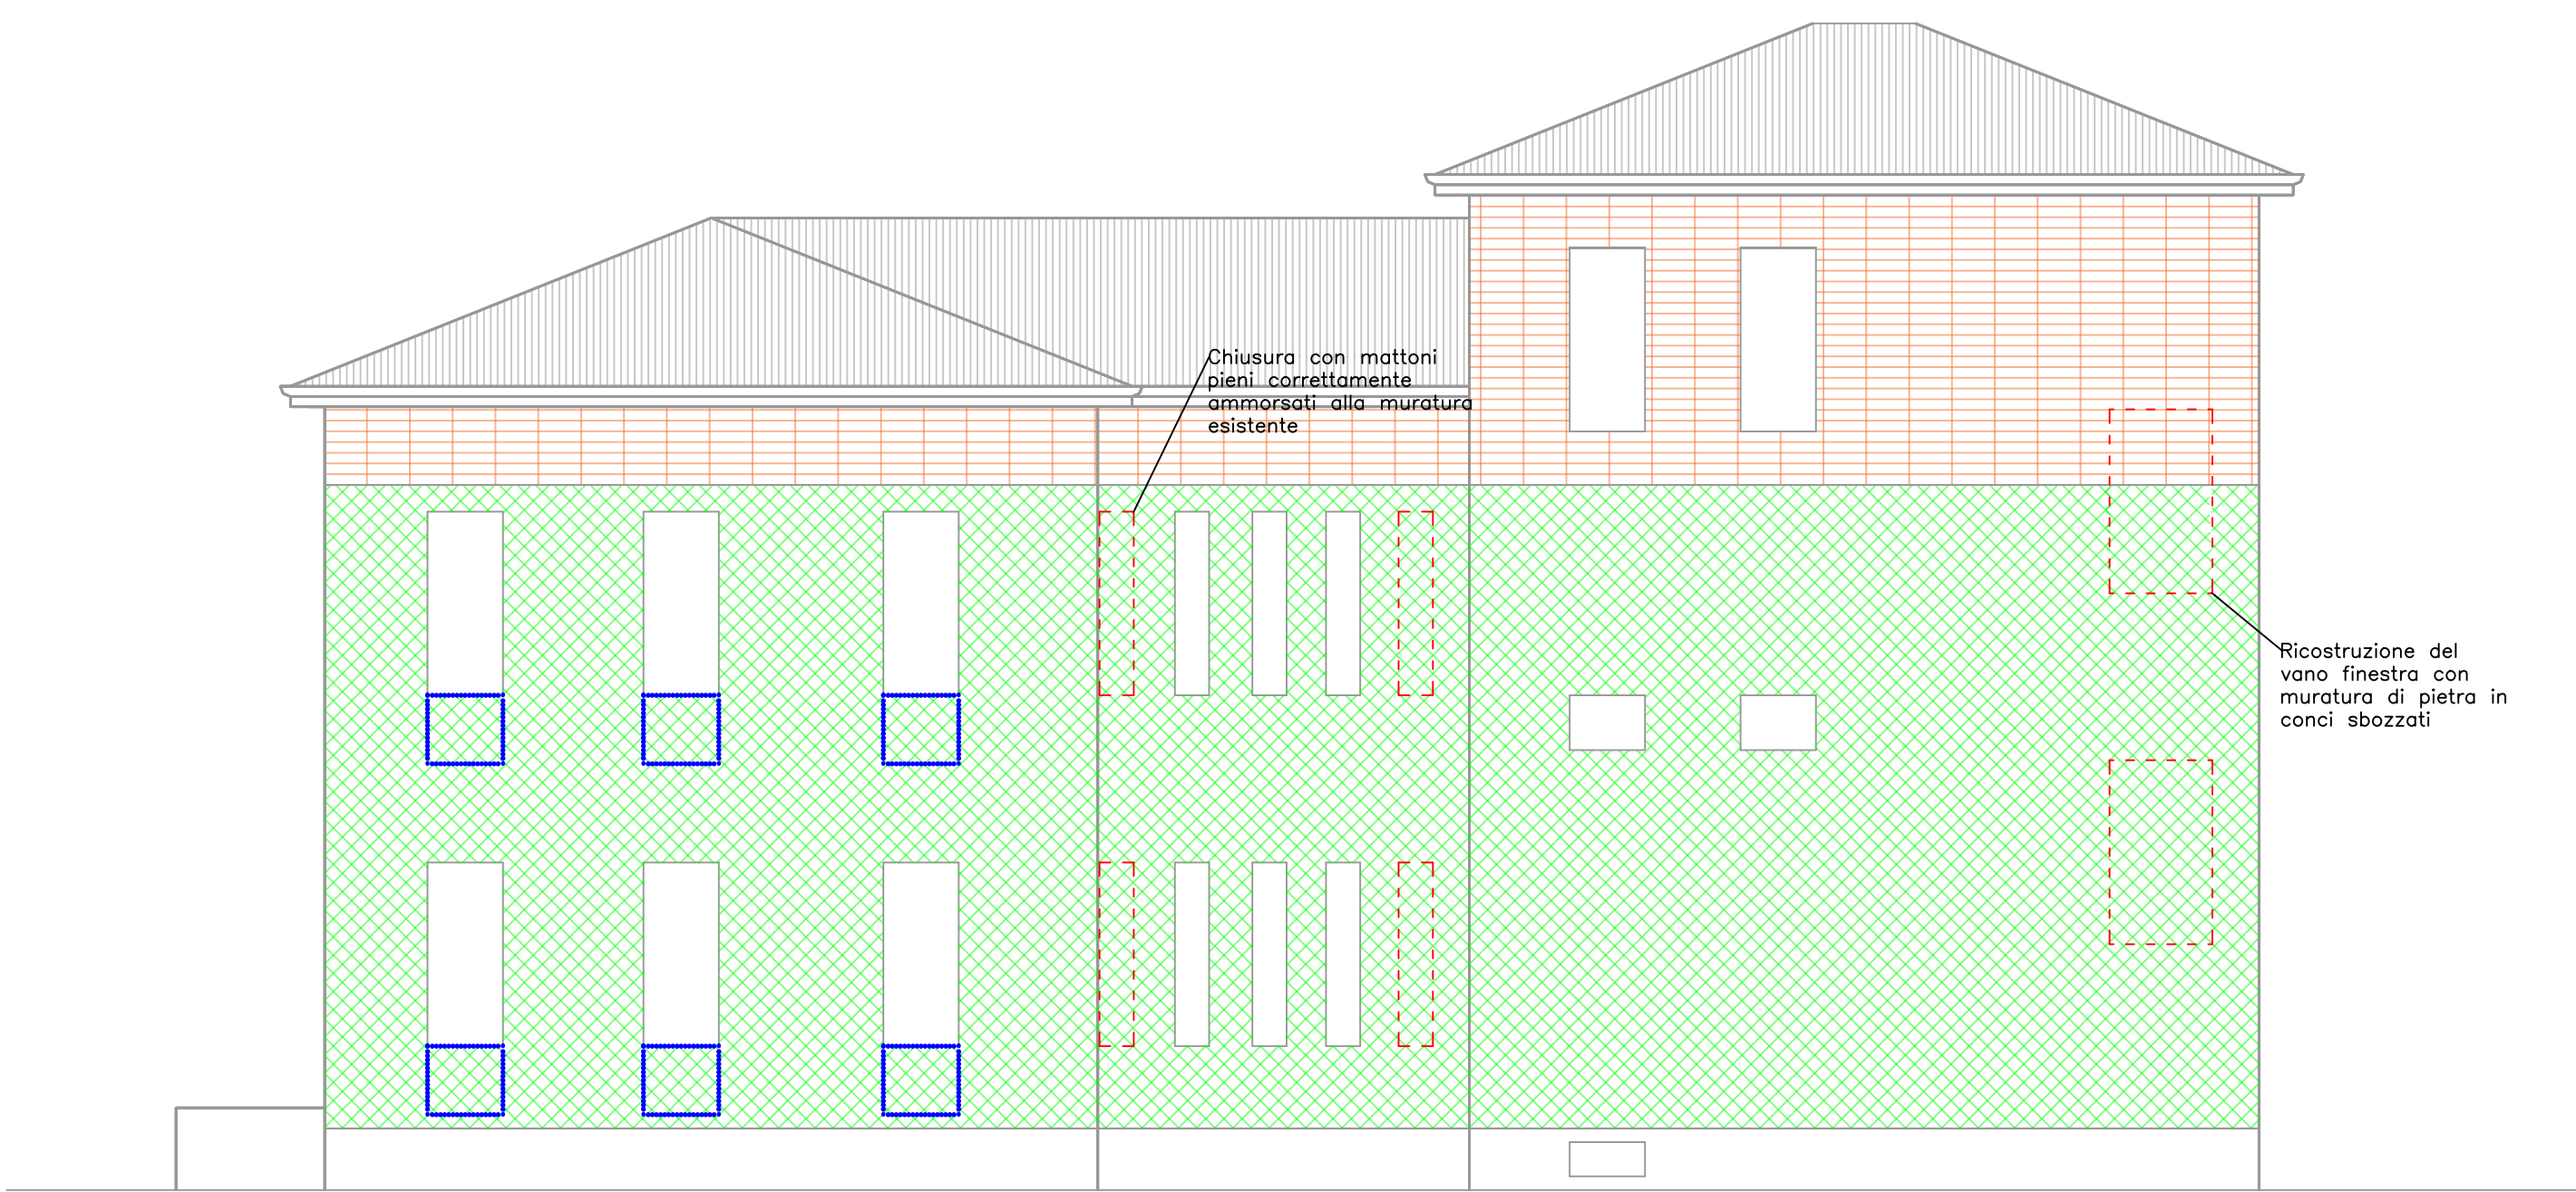 Chiusura con mattoni
pieni correttamente
ammorsati alla muratura
esistente
Ricostruzione del
vano finestra con
muratura di pietra in
conci sbozzati